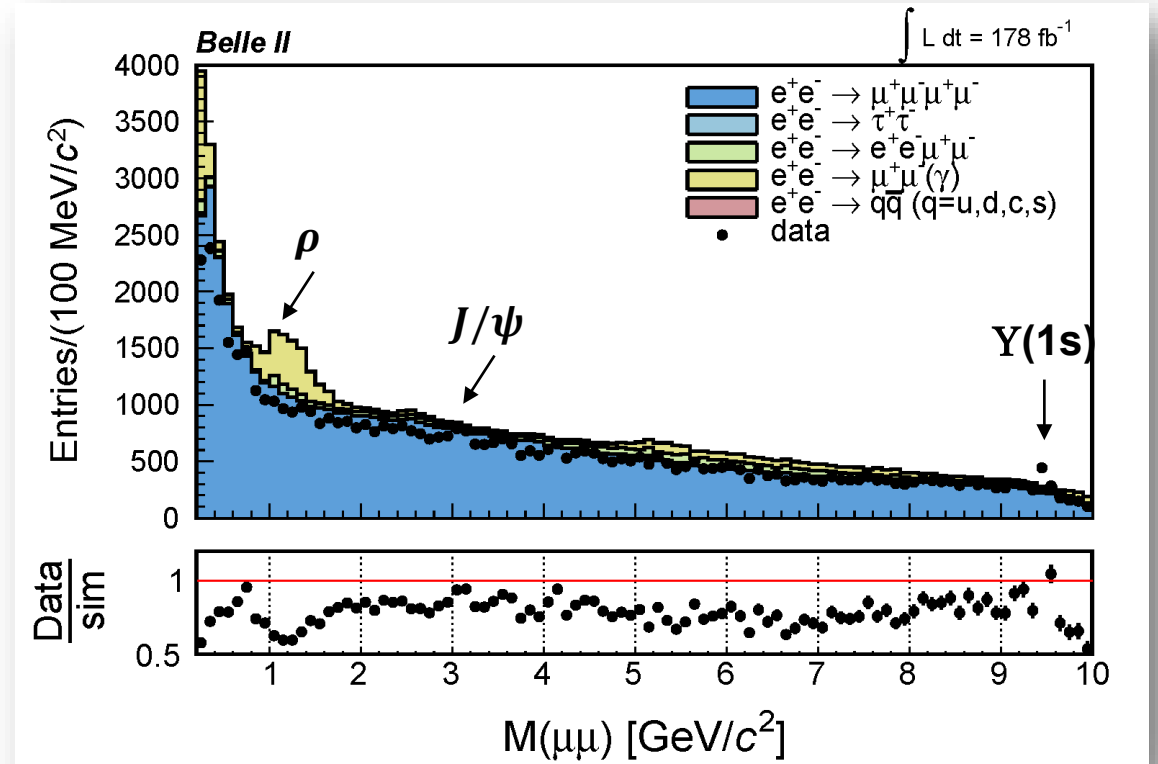 Belle II
∫ L dt = 178 fb⁻¹
Entries/(100 MeV/c²)
4000
3500
3000
2500
2000
1500
1000
500
0
e⁺e⁻ → μ⁺μ⁻μ⁺μ⁻
e⁺e⁻ → τ⁺τ⁻
e⁺e⁻ → e⁺e⁻μ⁺μ⁻
e⁺e⁻ → μ⁺μ⁻(γ)
e⁺e⁻ → qq̅ (q=u,d,c,s)
data
ρ
J/ψ
Υ(1s)
Data
sim
1
0.5
1 2 3 4 5 6 7 8 9 10
M(μμ) [GeV/c²]